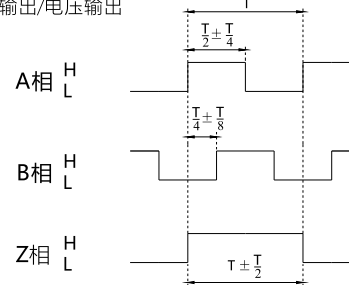 输出/电压输出
T
T/2 ± T/4
A相 H
L
T/4 ± T/8
B相 H
L
Z相 H
L
T ± T/2